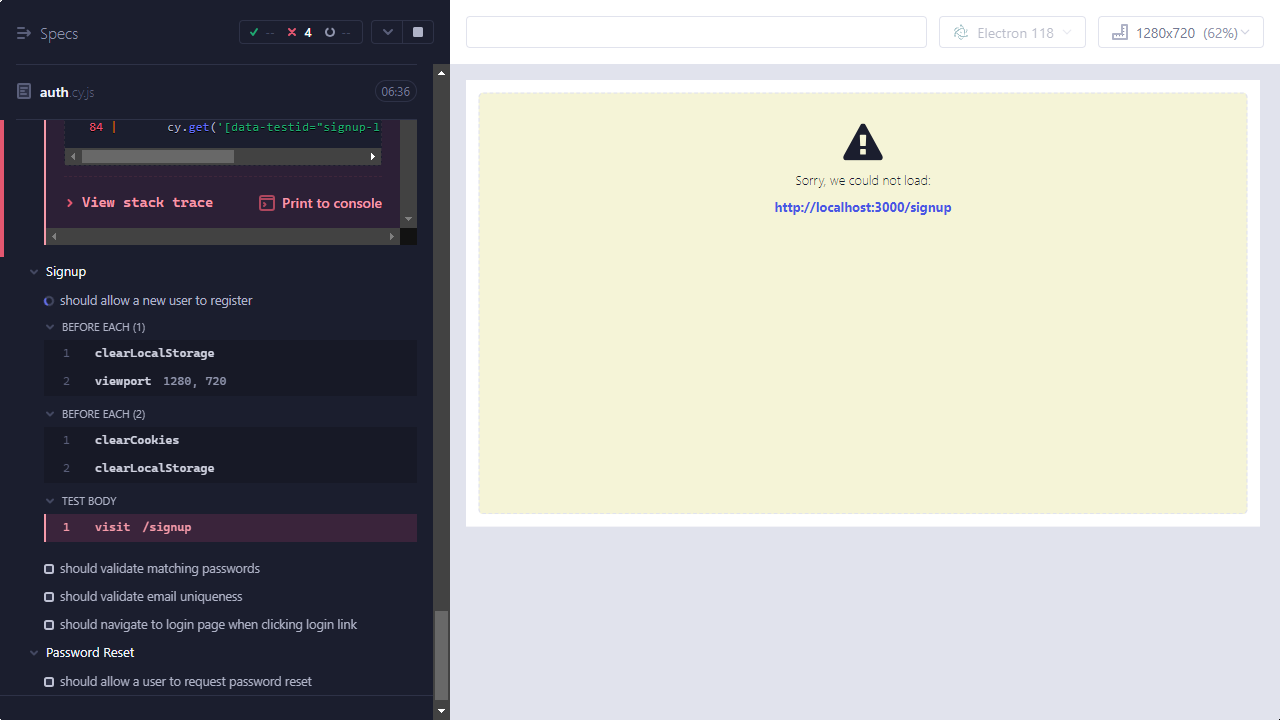 Specs
-- 4 --
auth.cy.js
06:36
84 | cy.get('[data-testid="signup-l
View stack trace
Print to console
Signup
should allow a new user to register
BEFORE EACH (1)
1 clearLocalStorage
2 viewport 1280, 720
BEFORE EACH (2)
1 clearCookies
2 clearLocalStorage
TEST BODY
1 visit /signup
should validate matching passwords
should validate email uniqueness
should navigate to login page when clicking login link
Password Reset
should allow a user to request password reset
Electron 118
1280x720 (62%)
Sorry, we could not load:
http://localhost:3000/signup